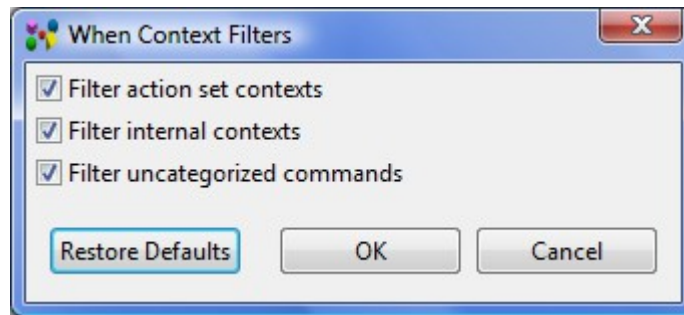 When Context Filters
Filter action set contexts
Filter internal contexts
Filter uncategorized commands
Restore Defaults OK Cancel